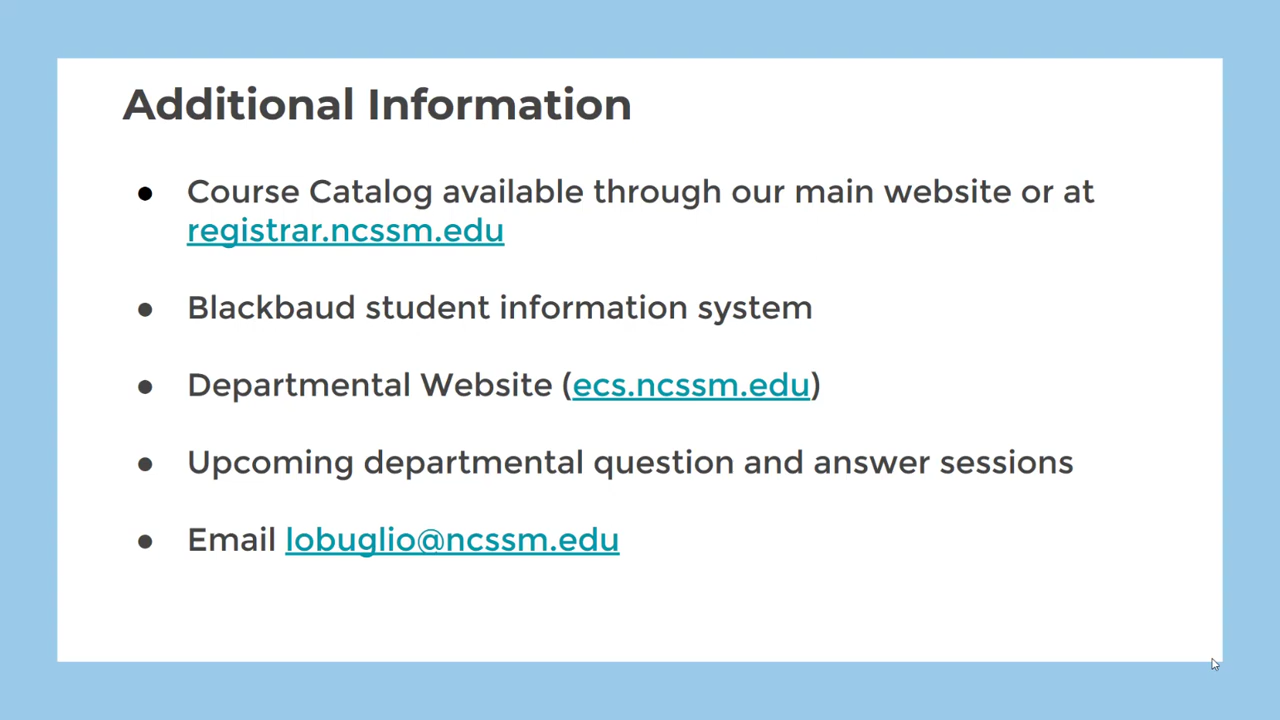 Additional Information
● Course Catalog available through our main website or at
registrar.ncssm.edu
● Blackbaud student information system
● Departmental Website (ecs.ncssm.edu)
● Upcoming departmental question and answer sessions
● Email lobuglio@ncssm.edu